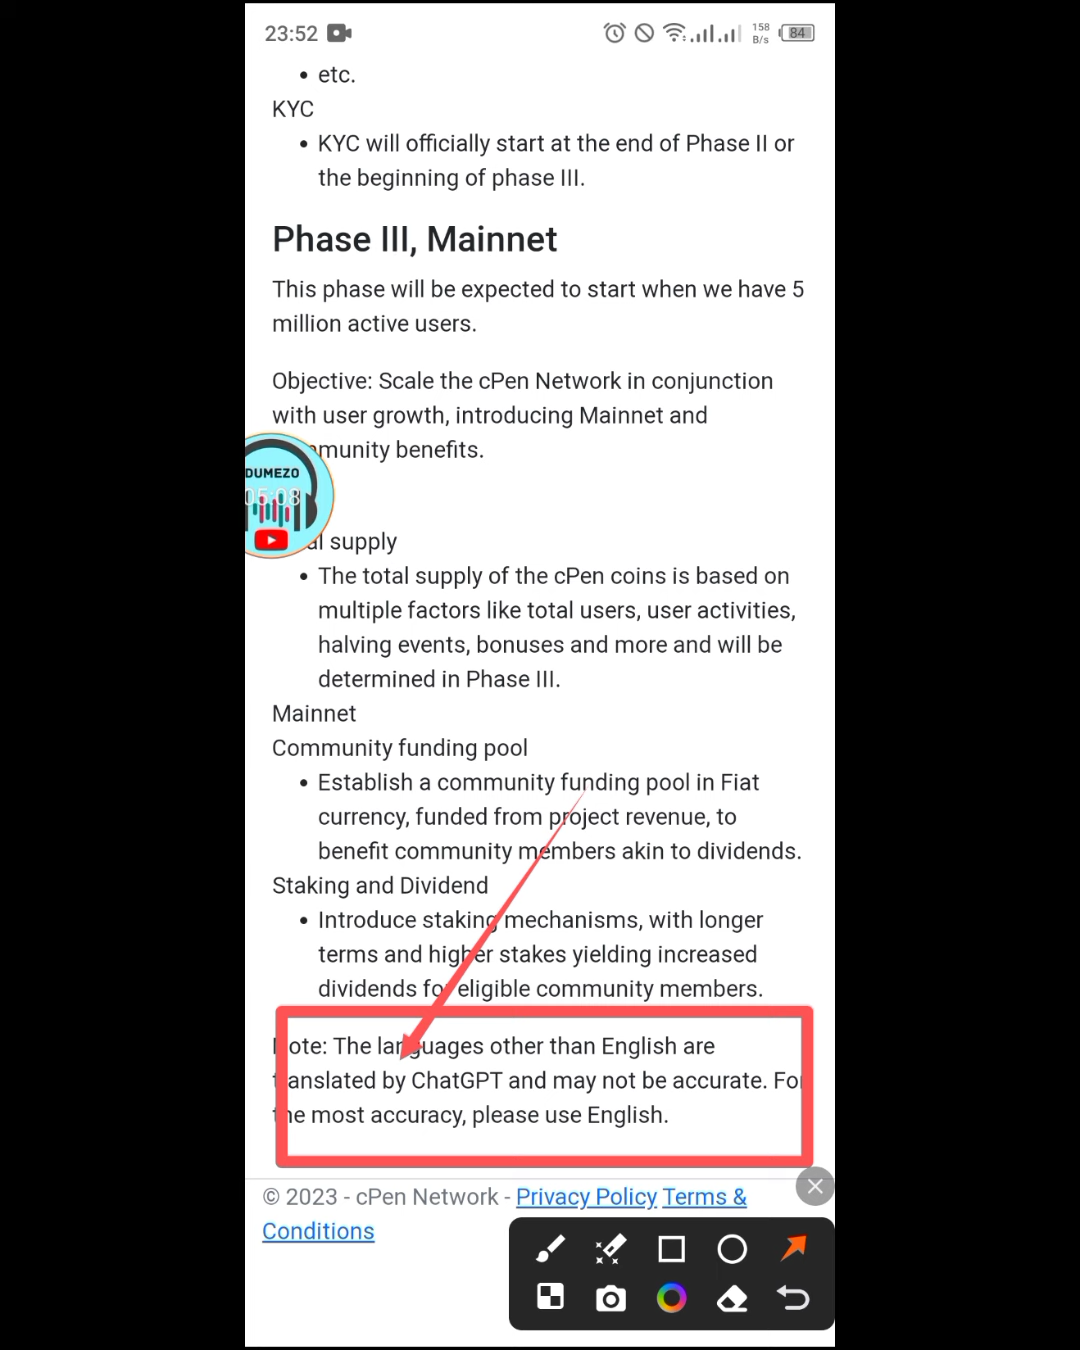 23:52
158
B/s
84
etc.
KYC
KYC will officially start at the end of Phase II or
the beginning of phase III.
Phase III, Mainnet
This phase will be expected to start when we have 5
million active users.
Objective: Scale the cPen Network in conjunction
with user growth, introducing Mainnet and
munity benefits.
DUMEZO
05:08
al supply
The total supply of the cPen coins is based on
multiple factors like total users, user activities,
halving events, bonuses and more and will be
determined in Phase III.
Mainnet
Community funding pool
Establish a community funding pool in Fiat
currency, funded from project revenue, to
benefit community members akin to dividends.
Staking and Dividend
Introduce staking mechanisms, with longer
terms and higher stakes yielding increased
dividends for eligible community members.
Note: The languages other than English are
translated by ChatGPT and may not be accurate. For
the most accuracy, please use English.
© 2023 - cPen Network - Privacy Policy Terms &
Conditions